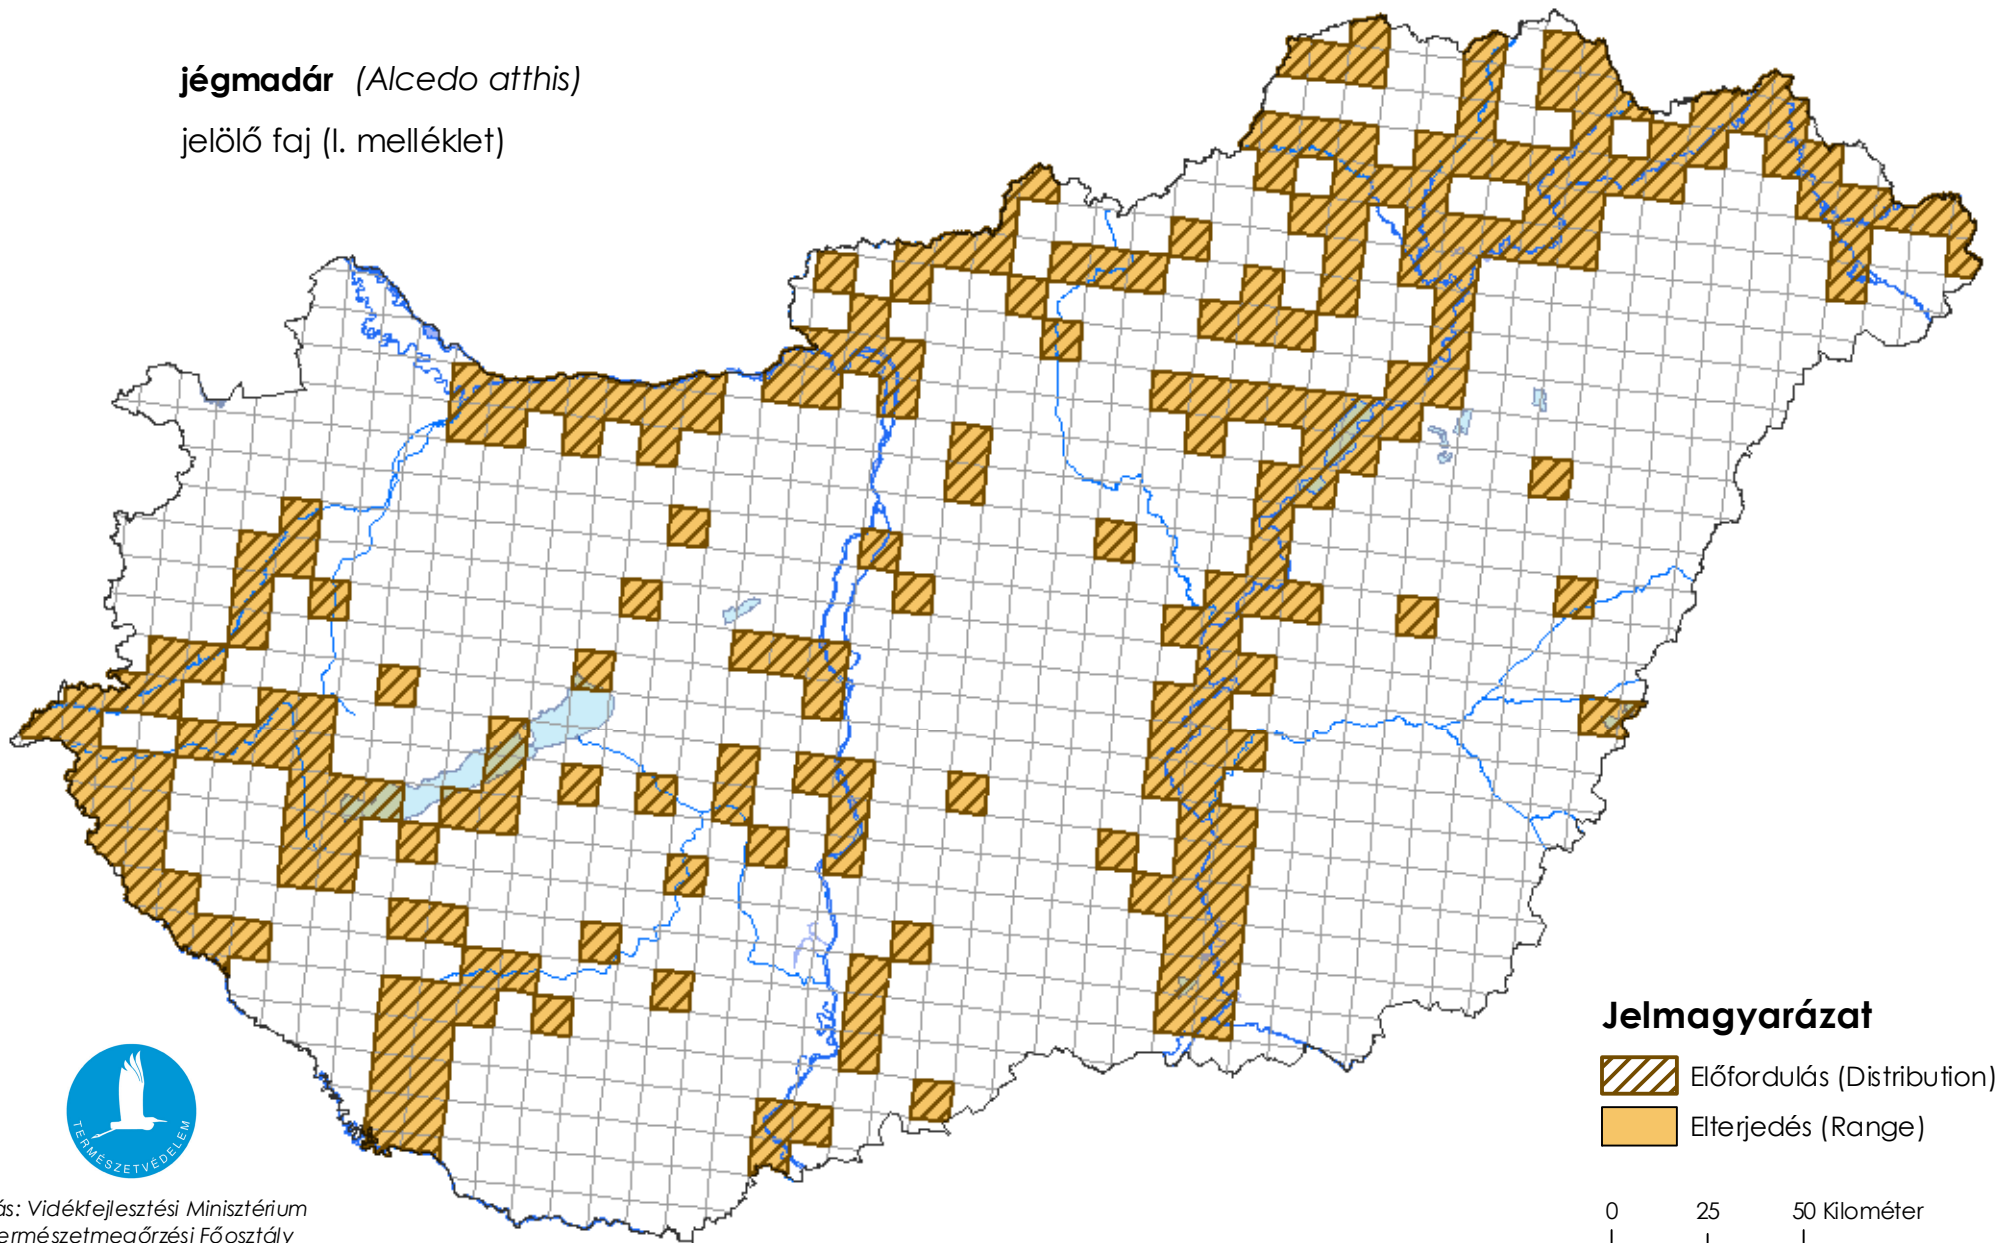 jégmadár (Alcedo atthis)
jelölő faj (I. melléklet)
Jelmagyarázat
Előfordulás (Distribution)
Elterjedés (Range)
0 25 50 Kilométer
TERMÉSZETVÉDELEM
Vidékfejlesztési Minisztérium
Főosztály